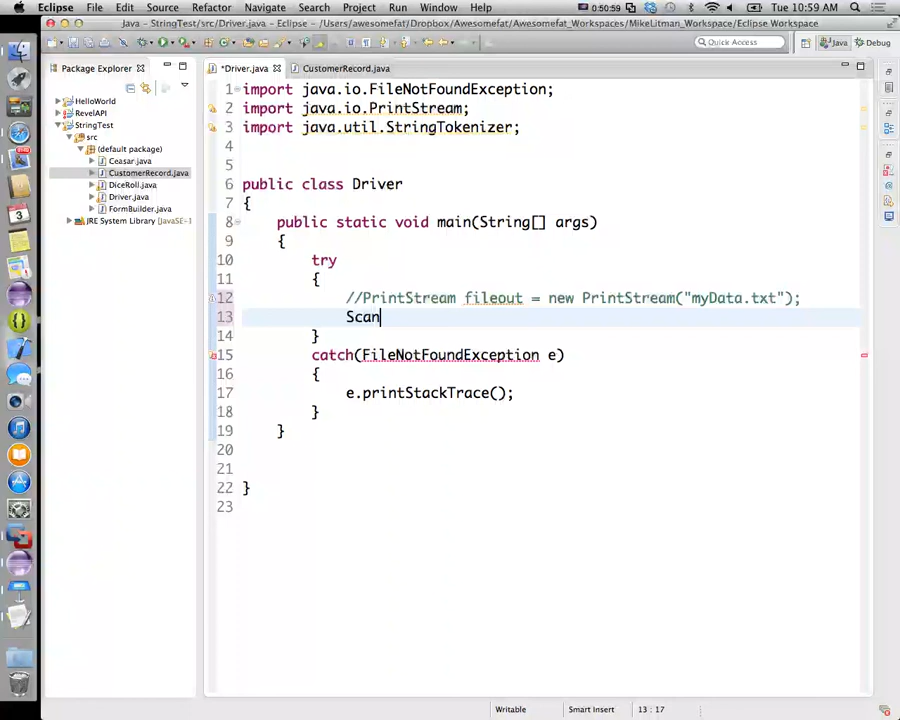 Eclipse File Edit Source Refactor Navigate Search Project Run Window Help 0:50:59 Tue 10:59 AM
Java - StringTest/src/Driver.java - Eclipse - /Users/awesomefat/Dropbox/Awesomefat_Workspaces/MikeLitman_Workspace/Eclipse Workspace
Quick Access Java Debug
Package Explorer
*Driver.java CustomerRecord.java
HelloWorld
RevelAPI
StringTest
src
(default package)
Ceasar.java
CustomerRecord.java
DiceRoll.java
Driver.java
FormBuilder.java
JRE System Library [JavaSE-1
1 import java.io.FileNotFoundException;
2 import java.io.PrintStream;
3 import java.util.StringTokenizer;
4
5
6 public class Driver
7 {
8 public static void main(String[] args)
9 {
10 try
11 {
12 //PrintStream fileout = new PrintStream("myData.txt");
13 Scan
14 }
15 catch(FileNotFoundException e)
16 {
17 e.printStackTrace();
18 }
19 }
20
21
22 }
23
Writable Smart Insert 13 : 17